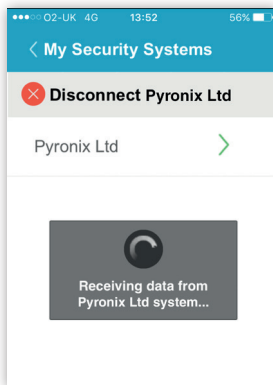 ●●●○○ O2-UK 4G 13:52 56%
< My Security Systems
Disconnect Pyronix Ltd
Pyronix Ltd
Receiving data from
Pyronix Ltd system...